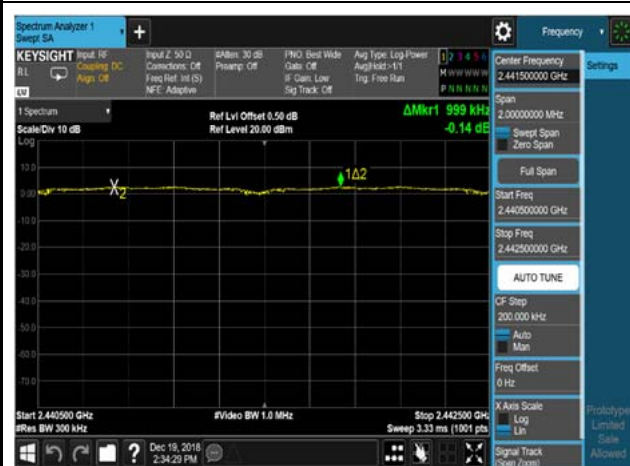 Spectrum Analyzer 1
Swept SA
+
Frequency
KEYSIGHT
RL
LW
Input: RF
Coupling: DC
Align: Off
Input Z: 50 Ω
Corrections: Off
Freq Ref: Int (S)
NFE: Adaptive
#Atten: 30 dB
Preamp: Off
PNO: Best Wide
Gate: Off
IF Gain: Low
Sig Track: Off
Avg Type: Log-Power
Avg|Hold:>1/1
Trig: Free Run
1 2 3 4 5 6
M W W W W W
P N N N N N
Center Frequency
2.441500000 GHz
Settings
Span
2.00000000 MHz
Swept Span
Zero Span
Full Span
Start Freq
2.440500000 GHz
Stop Freq
2.442500000 GHz
AUTO TUNE
CF Step
200.000 kHz
Auto
Man
Freq Offset
0 Hz
X Axis Scale
Log
Lin
Signal Track
(Span Zoom)
Prototype
Limited
Sale
Allowed
1 Spectrum
Scale/Div 10 dB
Log
Ref Lvl Offset 0.50 dB
Ref Level 20.00 dBm
ΔMkr1 999 kHz
-0.14 dB
10.0
0.00
-10.0
-20.0
-30.0
-40.0
-50.0
-60.0
-70.0
X2
1Δ2
Start 2.440500 GHz
#Res BW 300 kHz
#Video BW 1.0 MHz
Stop 2.442500 GHz
Sweep 3.33 ms (1001 pts)
?
Dec 19, 2018
2:34:29 PM